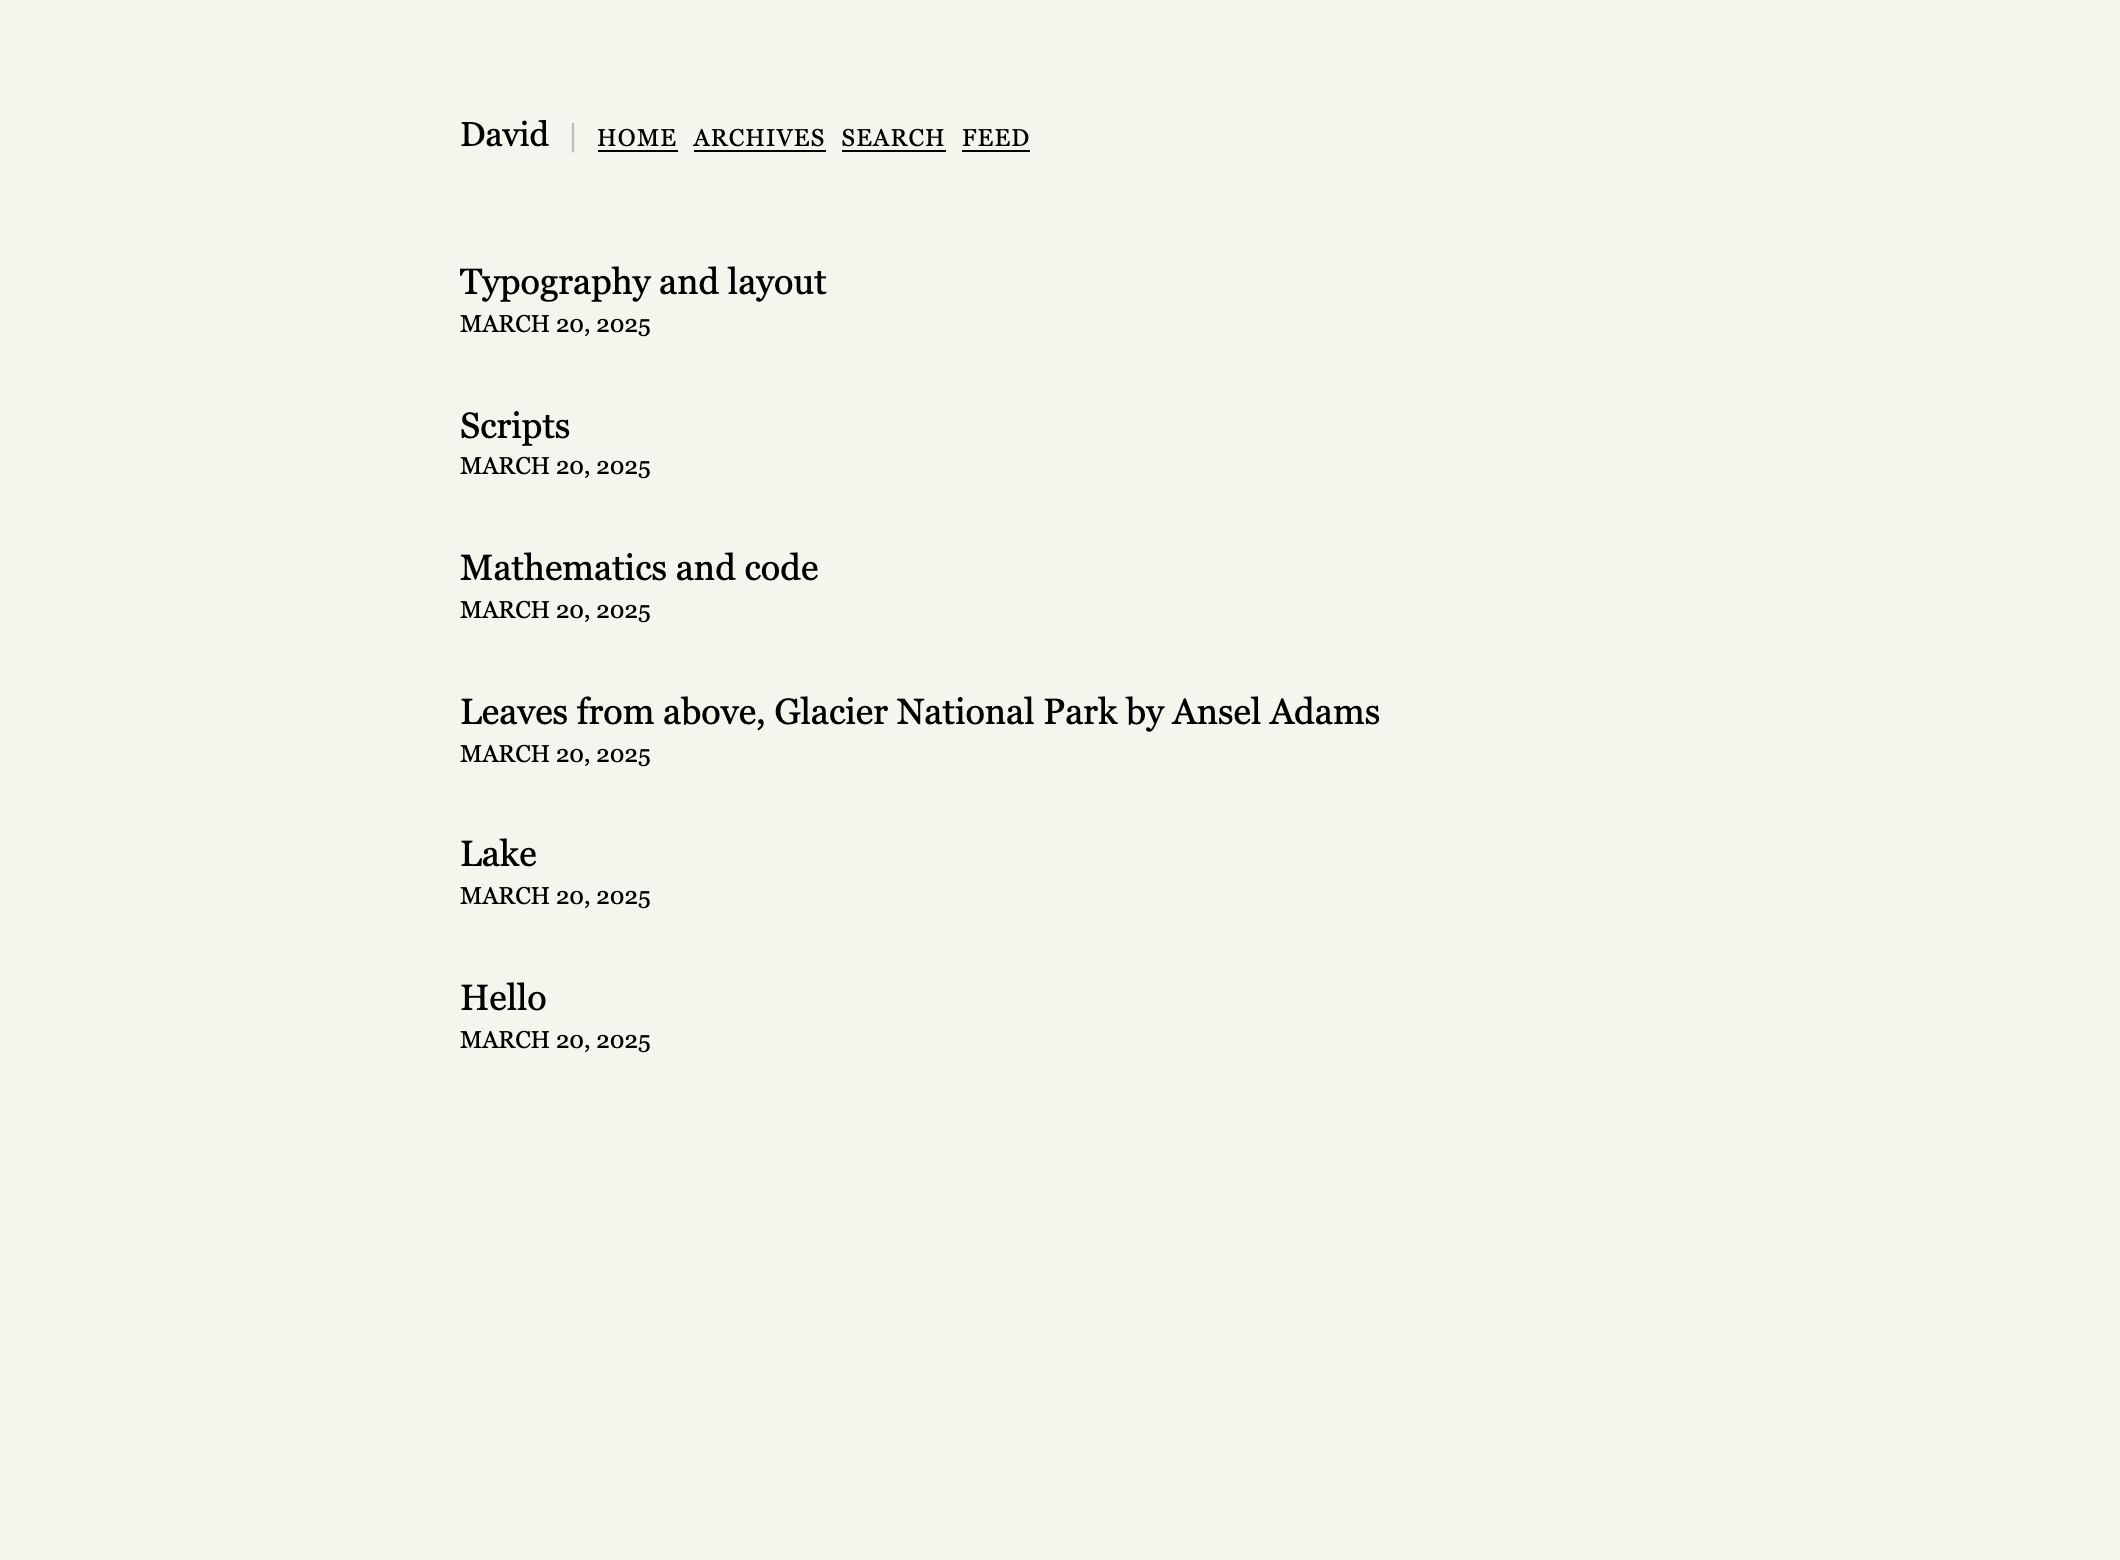 David | HOME ARCHIVES SEARCH FEED
Typography and layout
MARCH 20, 2025
Scripts
MARCH 20, 2025
Mathematics and code
MARCH 20, 2025
Leaves from above, Glacier National Park by Ansel Adams
MARCH 20, 2025
Lake
MARCH 20, 2025
Hello
MARCH 20, 2025